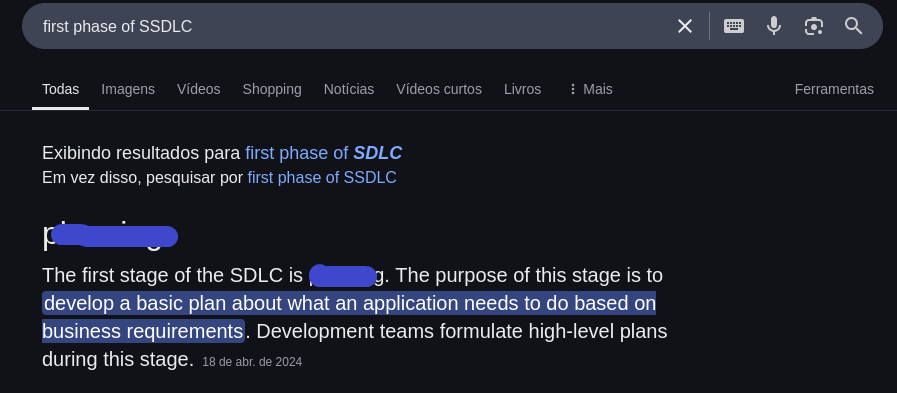 first phase of SSDLC
Todas Imagens Vídeos Shopping Notícias Vídeos curtos Livros Mais Ferramentas
Exibindo resultados para first phase of SDLC
Em vez disso, pesquisar por first phase of SSDLC
The first stage of the SDLC is . The purpose of this stage is to
develop a basic plan about what an application needs to do based on
business requirements. Development teams formulate high-level plans
during this stage. 18 de abr. de 2024